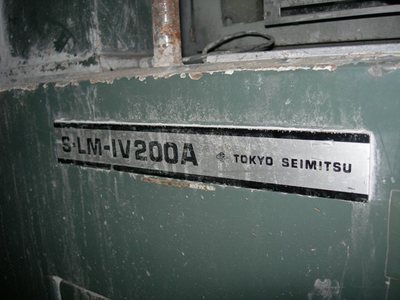 S-LM-IV200A TOKYO SEIMITSU